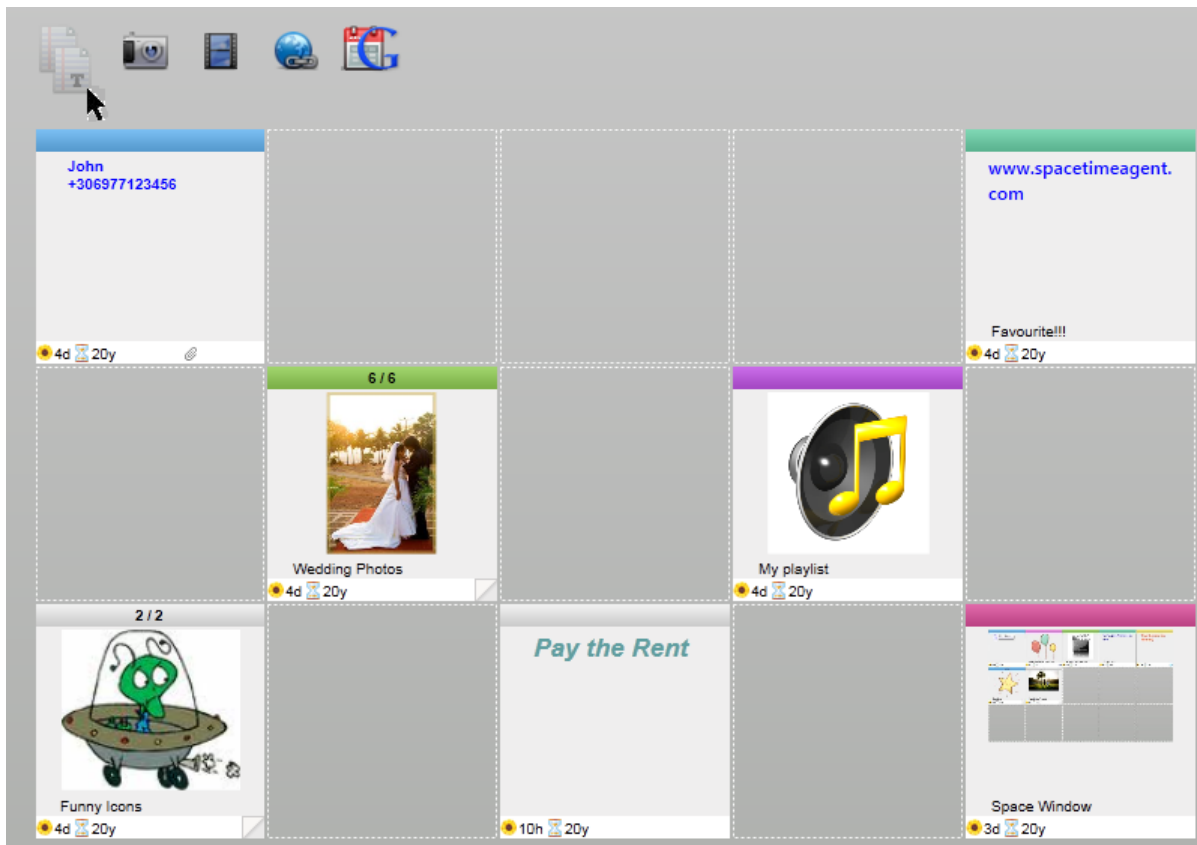 T
G
John
+306977123456
www.spacetimeagent.
com
Favourite!!!
4d 20y
4d 20y
6 / 6
Wedding Photos
My playlist
4d 20y
4d 20y
2 / 2
Pay the Rent
Funny Icons
Space Window
4d 20y
10h 20y
3d 20y